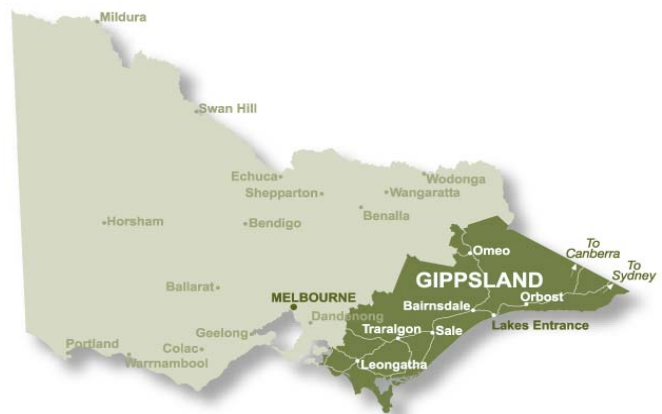 Mildura
Swan Hill
Echuca
Shepparton
Wodonga
Wangaratta
Benalla
Horsham
Bendigo
Omeo
To
Canberra
To
Sydney
GIPPSLAND
Ballarat
MELBOURNE
Bairnsdale
Orbost
Dandenong
Lakes Entrance
Geelong
Traralgon
Sale
Portland
Colac
Warrnambool
Leongatha